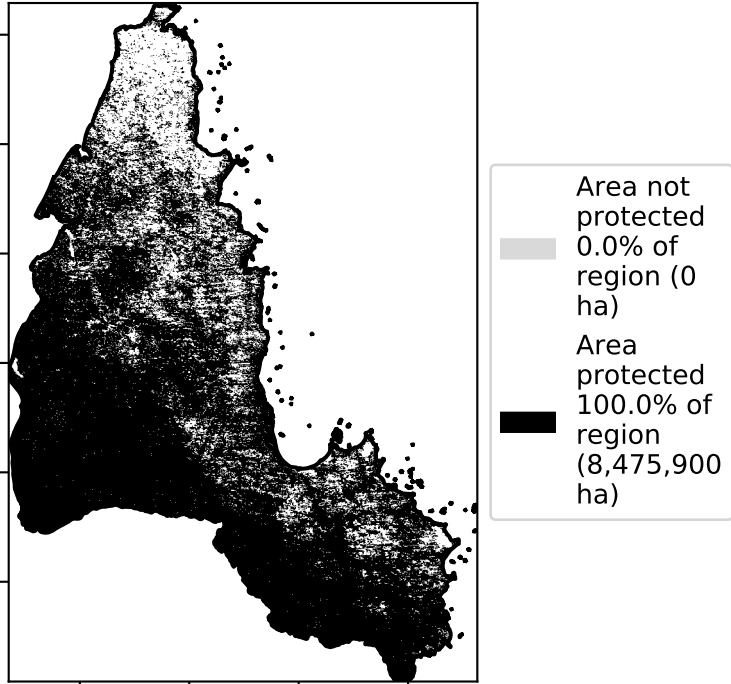 Area not
protected
0.0% of
region (0
ha)
Area
protected
100.0% of
region
(8,475,900
ha)